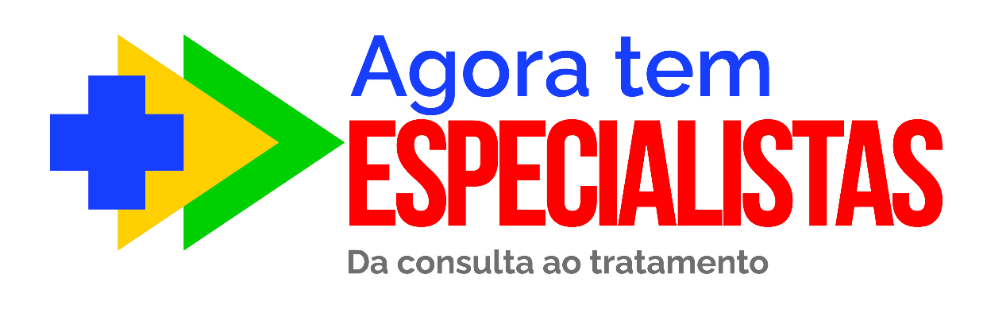 Agora tem
ESPECIALISTAS
Da consulta ao tratamento